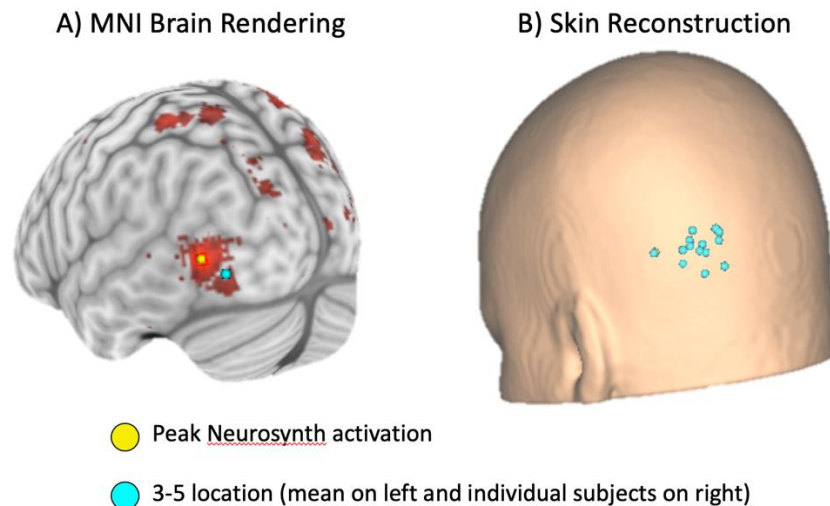 A) MNI Brain Rendering
B) Skin Reconstruction
Peak Neurosynth activation
3-5 location (mean on left and individual subjects on right)